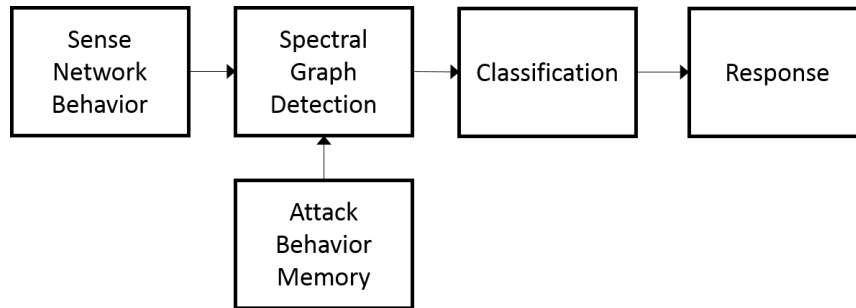 Sense
Network
Behavior
Spectral
Graph
Detection
Classification
Response
Attack
Behavior
Memory